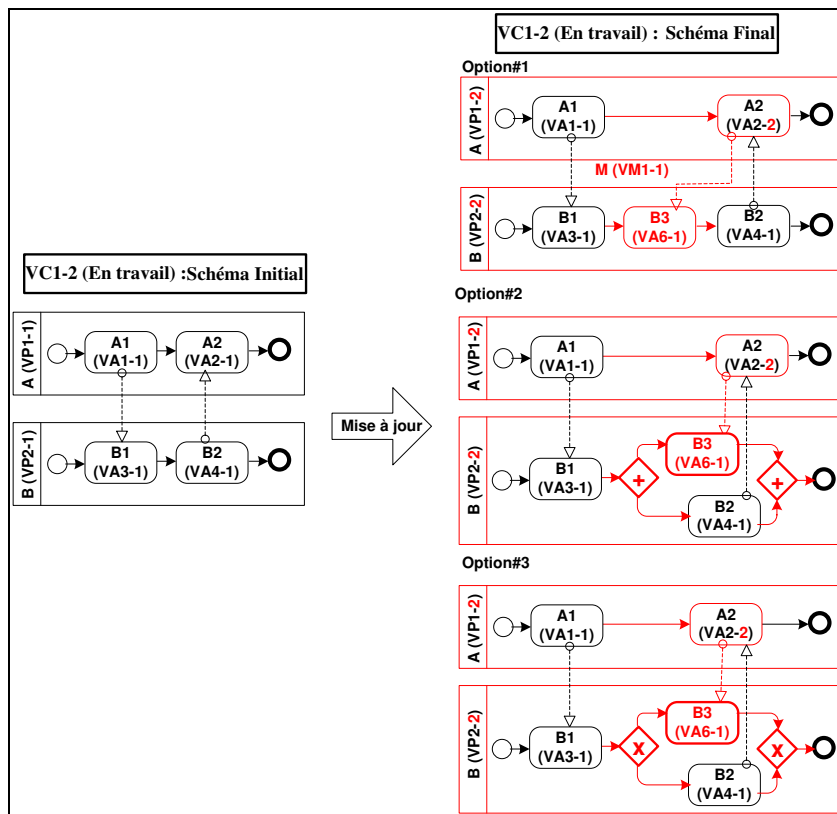 VC1-2 (En travail) : Schéma Final
Option#1
A (VP1-2)
A1
(VA1-1)
A2
(VA2-2)
M (VM1-1)
B (VP2-2)
B1
(VA3-1)
B3
(VA6-1)
B2
(VA4-1)
VC1-2 (En travail) :Schéma Initial
A (VP1-1)
A1
(VA1-1)
A2
(VA2-1)
B (VP2-1)
B1
(VA3-1)
B2
(VA4-1)
Mise à jour
Option#2
A (VP1-2)
A1
(VA1-1)
A2
(VA2-2)
B (VP2-2)
B1
(VA3-1)
+
B3
(VA6-1)
B2
(VA4-1)
+
Option#3
A (VP1-2)
A1
(VA1-1)
A2
(VA2-2)
B (VP2-2)
B1
(VA3-1)
X
B3
(VA6-1)
B2
(VA4-1)
X